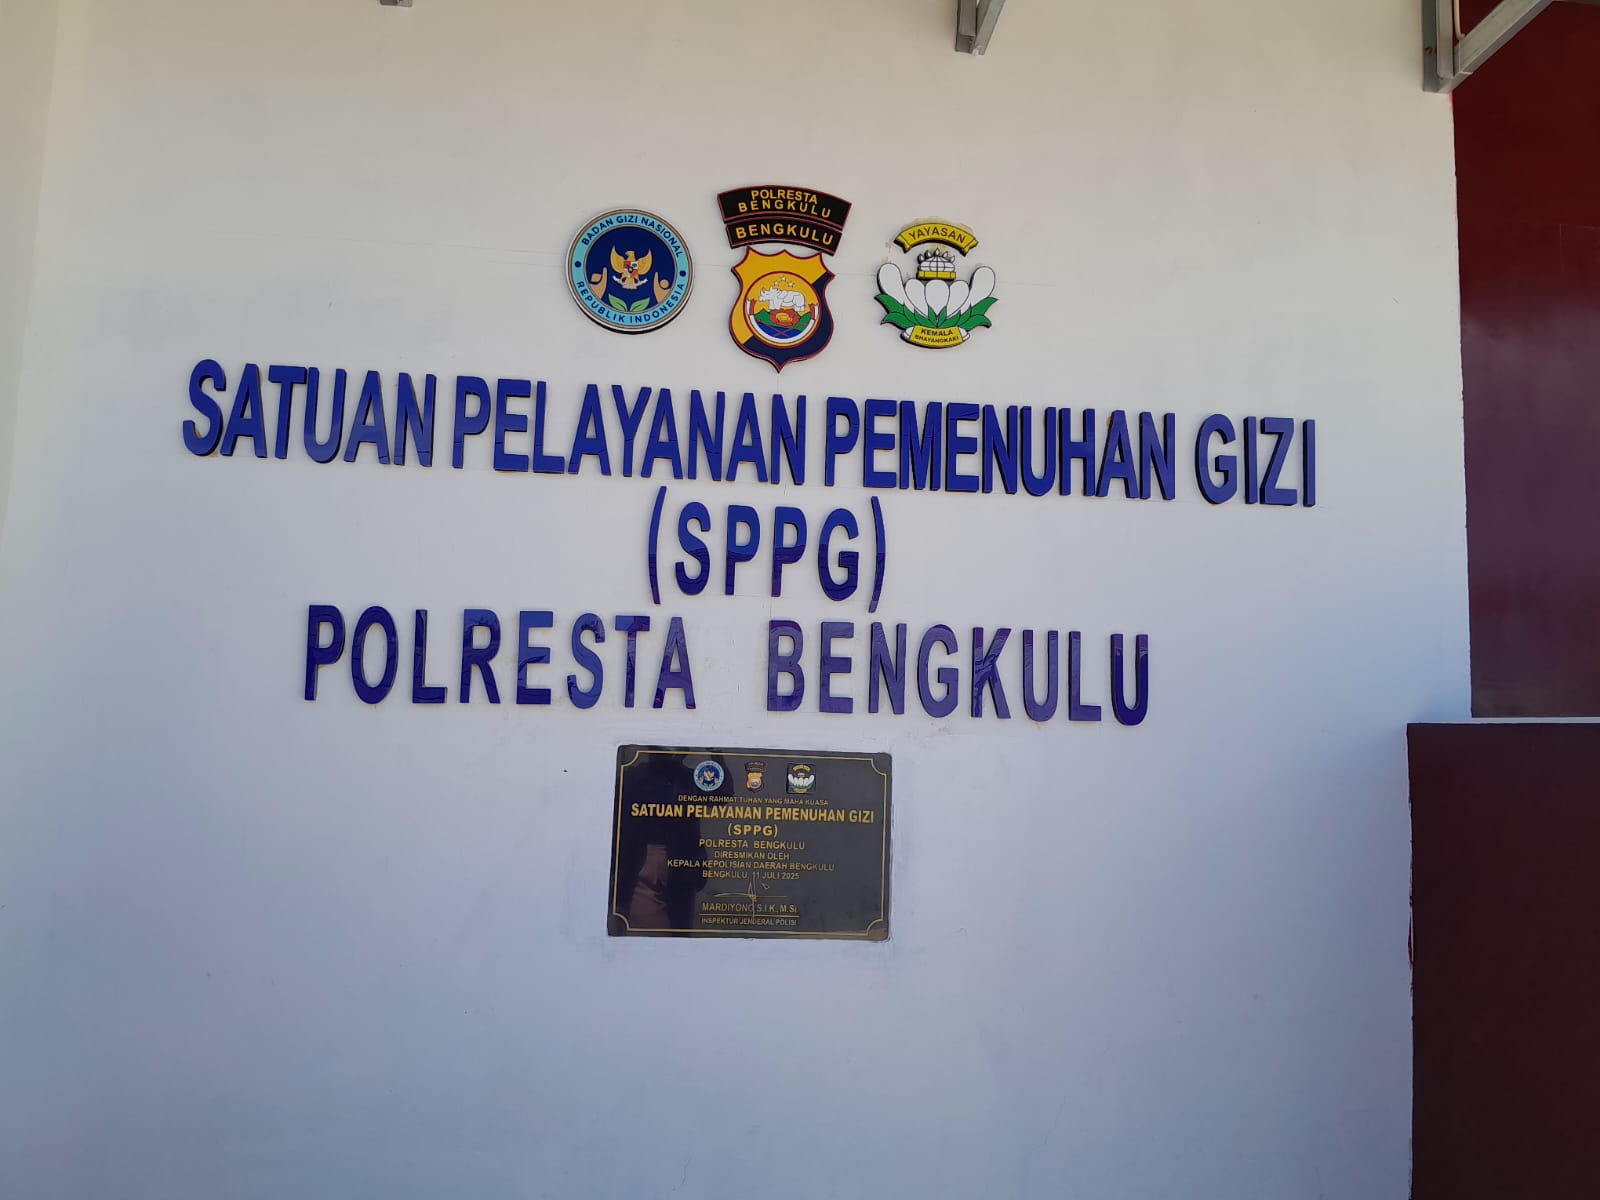 BADAN GIZI NASIONAL
REPUBLIK INDONESIA
POLRESTA
BENGKULU
BENGKULU
YAYASAN
KEMALA
BHAYANGKARI
SATUAN PELAYANAN PEMENUHAN GIZI
(SPPG)
POLRESTA BENGKULU
DENGAN RAHMAT TUHAN YANG MAHA KUASA
SATUAN PELAYANAN PEMENUHAN GIZI
(SPPG)
POLRESTA BENGKULU
DIRESMIKAN OLEH
KEPALA KEPOLISIAN DAERAH BENGKULU
BENGKULU, 11 JULI 2025
MARDIYONO S.I.K, M.Si
INSPEKTUR JENDERAL POLISI